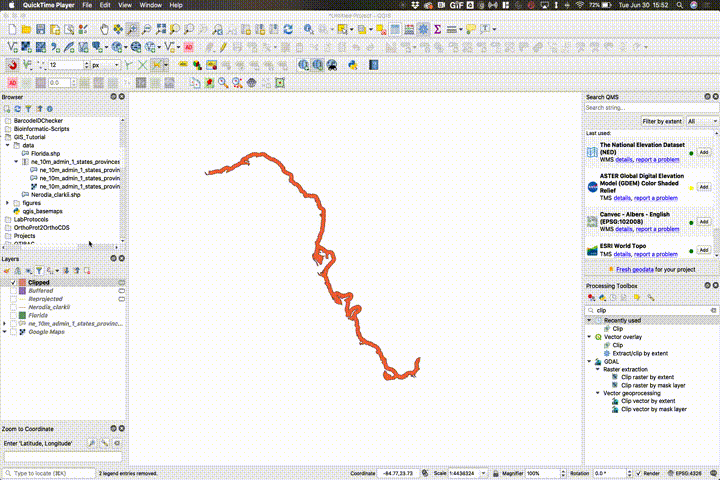 QuickTime Player File Edit View Window Help
GIF 72% Tue Jun 30 15:52
*Untitled Project — QGIS
12 px
0.0
Browser
BarcodeIDChecker
Bioinformatic-Scripts
GIS_Tutorial
data
Florida.shp
ne_10m_admin_1_states_provinces
ne_10m_admin_1_states_provin
ne_10m_admin_1_states_provin
ne_10m_admin_1_states_provin
Nerodia_clarkii.shp
figures
qgis_basemaps
LabProtocols
OrthoProt2OrthoCDS
Projects
Layers
Clipped
Buffered
Reprojected
Nerodia_clarkii
Florida
ne_10m_admin_1_states_provinc...
Google Maps
Zoom to Coordinate
Enter 'Latitude, Longitude'
Search QMS
Search string...
Filter by extent All
Last used:
The National Elevation Dataset
(NED)
WMS details, report a problem
Add
ASTER Global Digital Elevation
Model (GDEM) Color Shaded
Relief
TMS details, report a problem
Add
Canvec - Albers - English
(EPSG:102008)
WMS details, report a problem
Add
ESRI World Topo
TMS details, report a problem
Add
Fresh geodata for your project
Processing Toolbox
clip
Recently used
Clip
Vector overlay
Clip
Extract/clip by extent
GDAL
Raster extraction
Clip raster by extent
Clip raster by mask layer
Vector geoprocessing
Clip vector by extent
Clip vector by mask layer
Type to locate (⌘K) 2 legend entries removed. Coordinate -84.77,23.73 Scale 1:4436324 Magnifier 100% Rotation 0.0 ° Render EPSG:4326